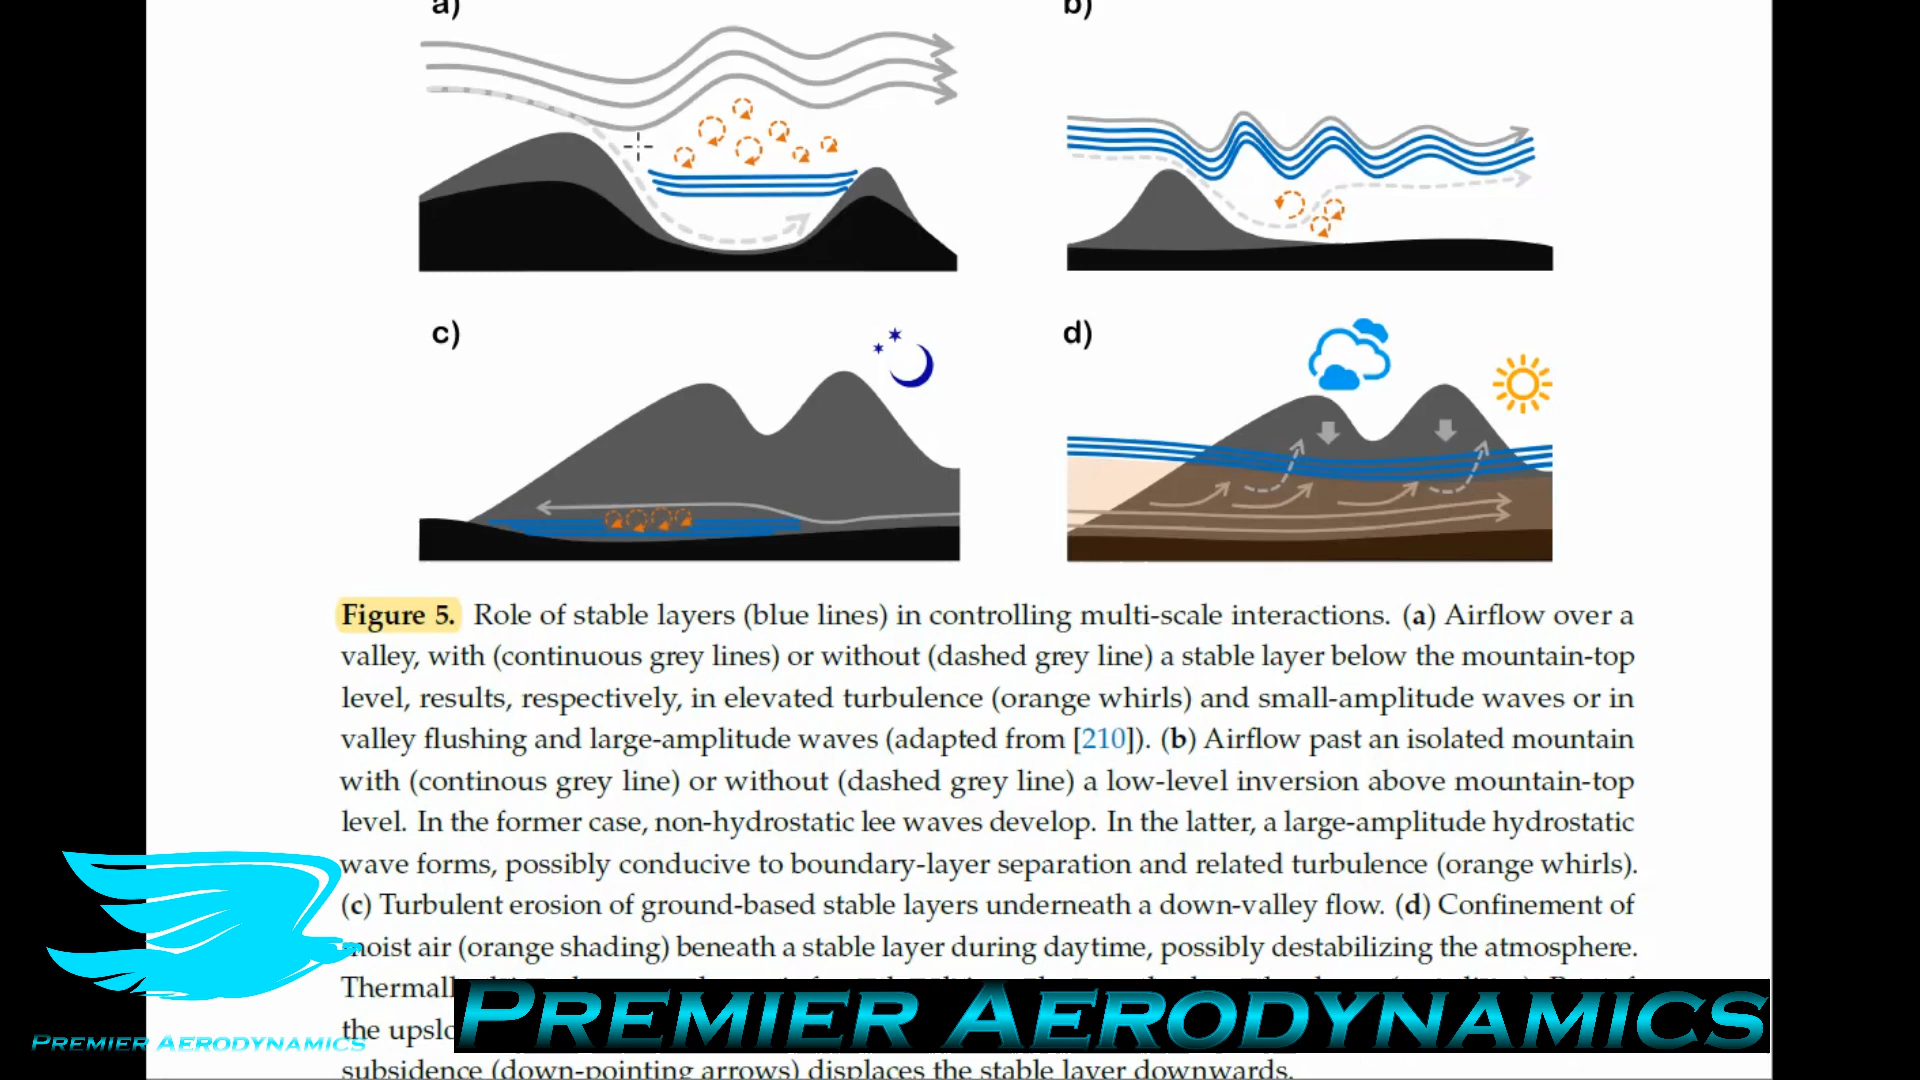 a)
b)
c)
d)
Figure 5. Role of stable layers (blue lines) in controlling multi-scale interactions. (a) Airflow over a
valley, with (continuous grey lines) or without (dashed grey line) a stable layer below the mountain-top
level, results, respectively, in elevated turbulence (orange whirls) and small-amplitude waves or in
valley flushing and large-amplitude waves (adapted from [210]). (b) Airflow past an isolated mountain
with (continous grey line) or without (dashed grey line) a low-level inversion above mountain-top
level. In the former case, non-hydrostatic lee waves develop. In the latter, a large-amplitude hydrostatic
wave forms, possibly conducive to boundary-layer separation and related turbulence (orange whirls).
(c) Turbulent erosion of ground-based stable layers underneath a down-valley flow. (d) Confinement of
moist air (orange shading) beneath a stable layer during daytime, possibly destabilizing the atmosphere.
the
subsidence (down-pointing arrows) displaces the stable layer downwards.
PREMIER AERODYNAMICS
PREMIER AERODYNAMICS